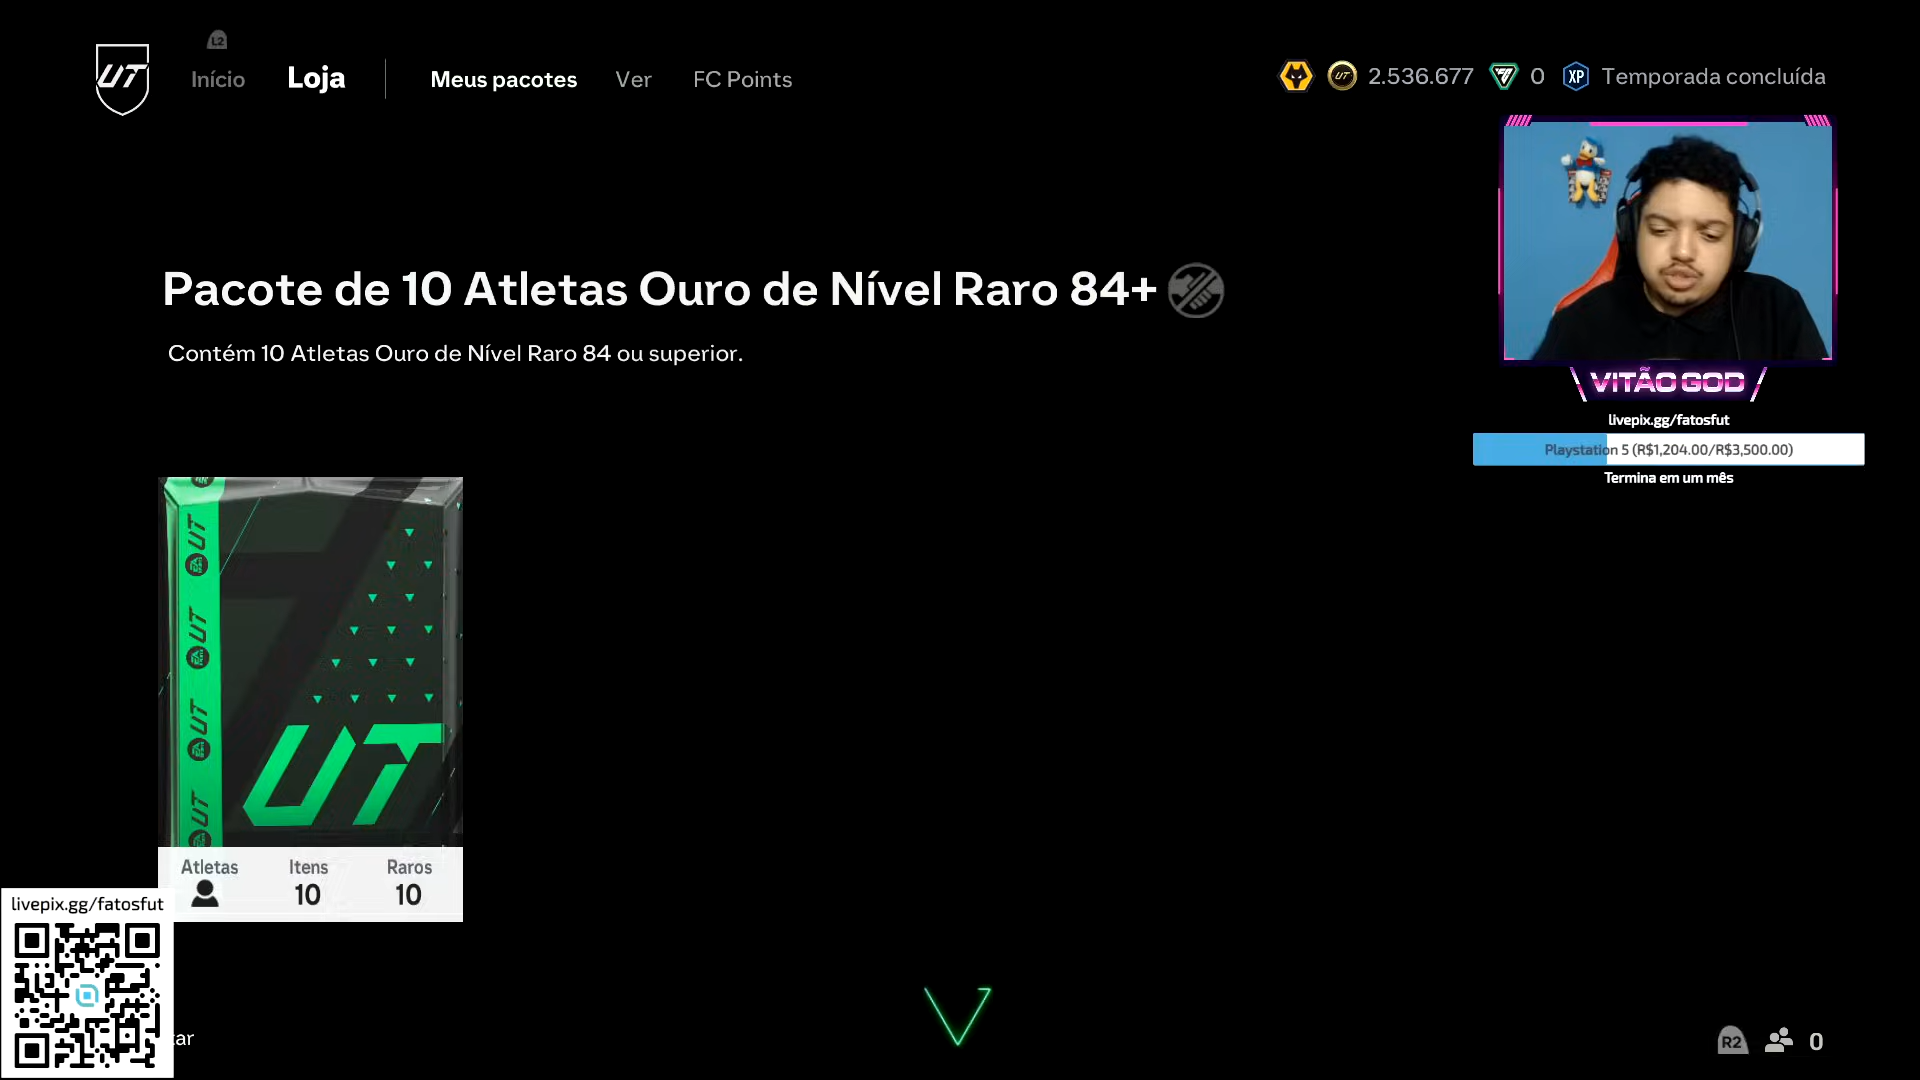 L2
UT
Início
Loja
Meus pacotes
Ver
FC Points
UT
2.536.677
0
XP
Temporada concluída
Pacote de 10 Atletas Ouro de Nível Raro 84+
Contém 10 Atletas Ouro de Nível Raro 84 ou superior.
VITÃO GOD
livepix.gg/fatosfut
Playstation 5 (R$1,204.00/R$3,500.00)
Termina em um mês
UT
UT
UT
UT
UT
Atletas
Itens
Raros
10
10
livepix.gg/fatosfut
R2
0